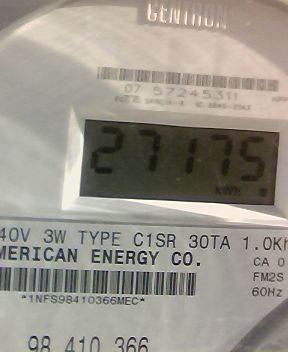 CENTRON
07 57245311
27175
kWh
40V 3W TYPE C1SR 30TA 1.0Kh
MERICAN ENERGY CO.
CA 0
FM2S
60Hz
*1NFS98410366MEC*
98 410 366